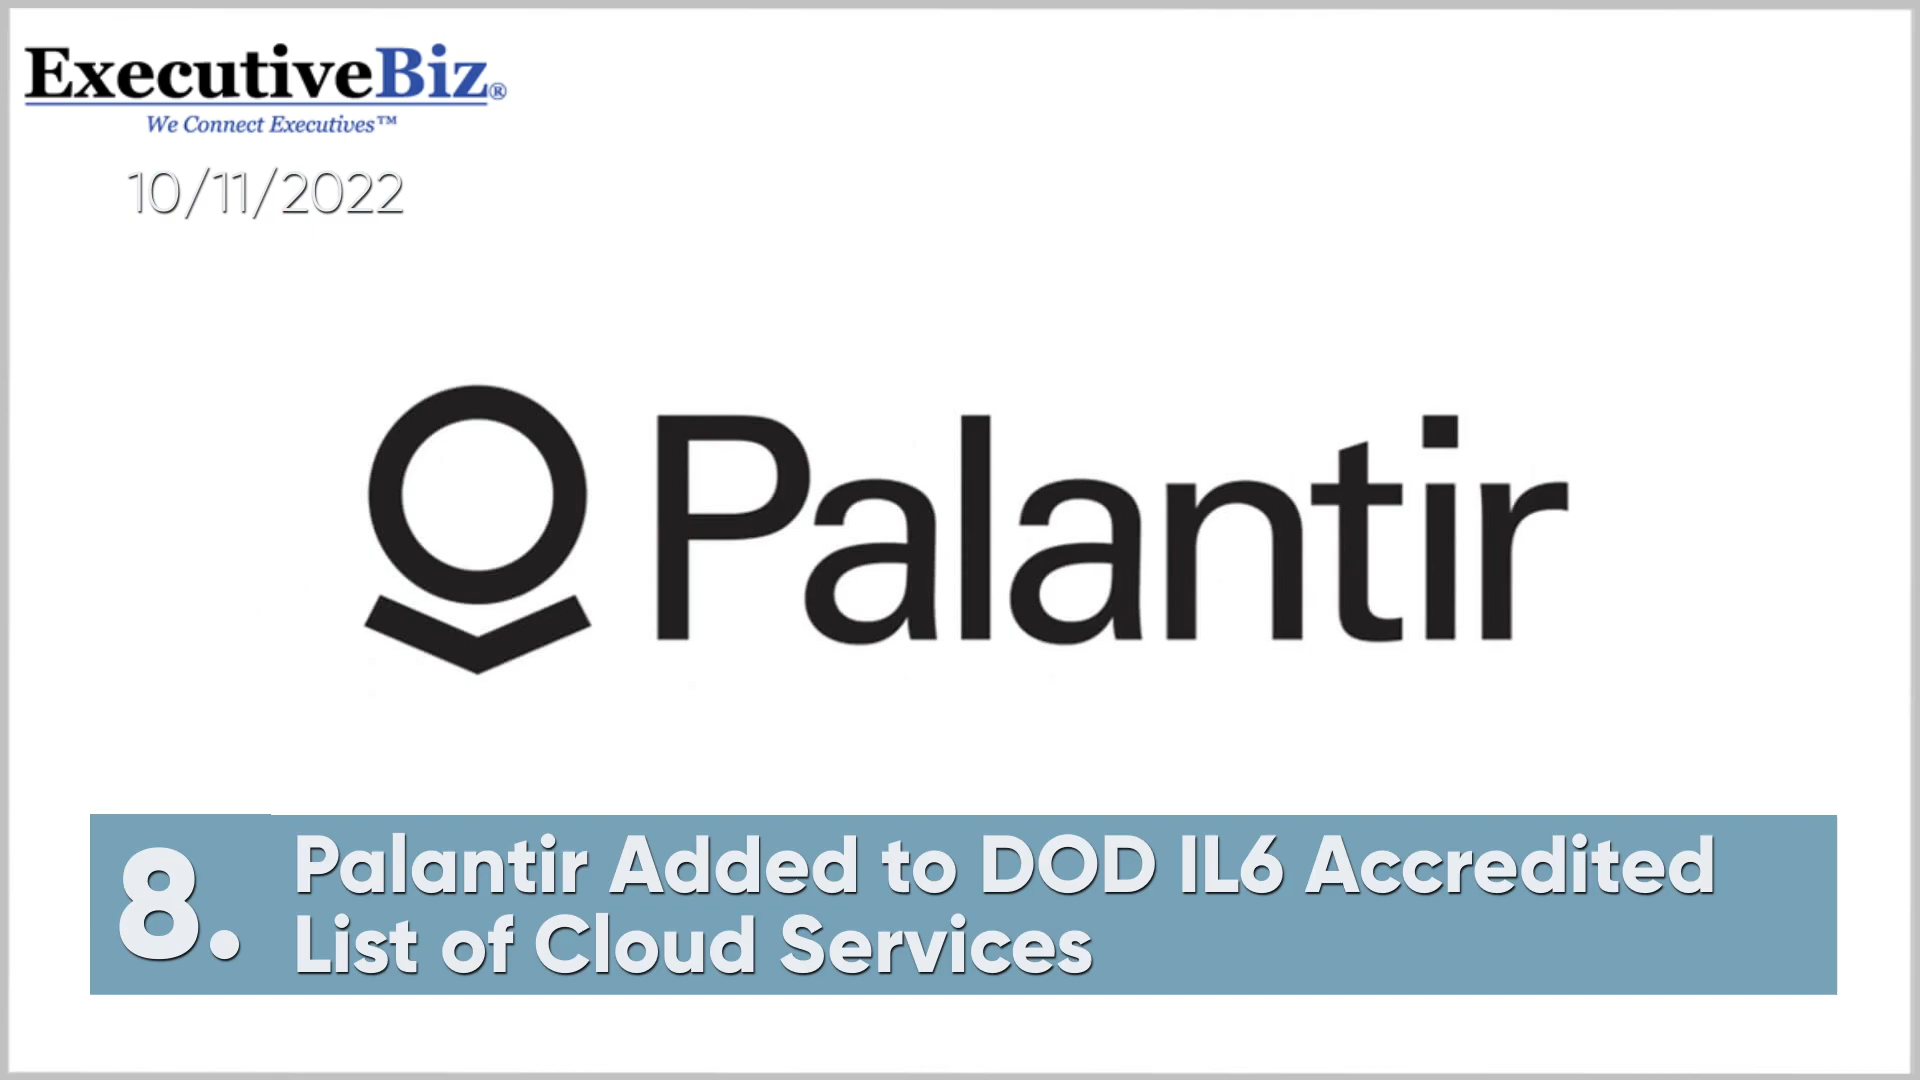 ExecutiveBiz®
We Connect Executives™
10/11/2022
Palantir
8.
Palantir Added to DOD IL6 Accredited
List of Cloud Services